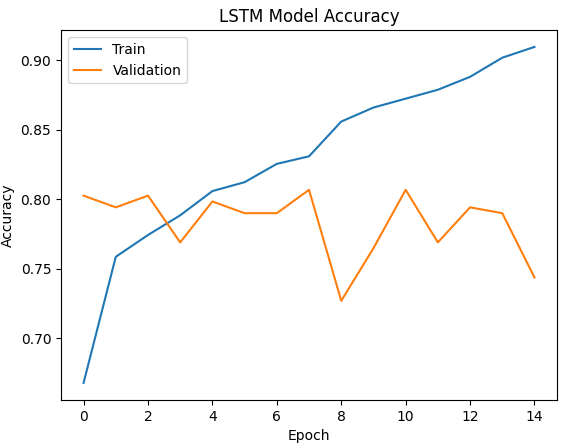 LSTM Model Accuracy
Train
Validation
Accuracy
0.90
0.85
0.80
0.75
0.70
0 2 4 6 8 10 12 14
Epoch